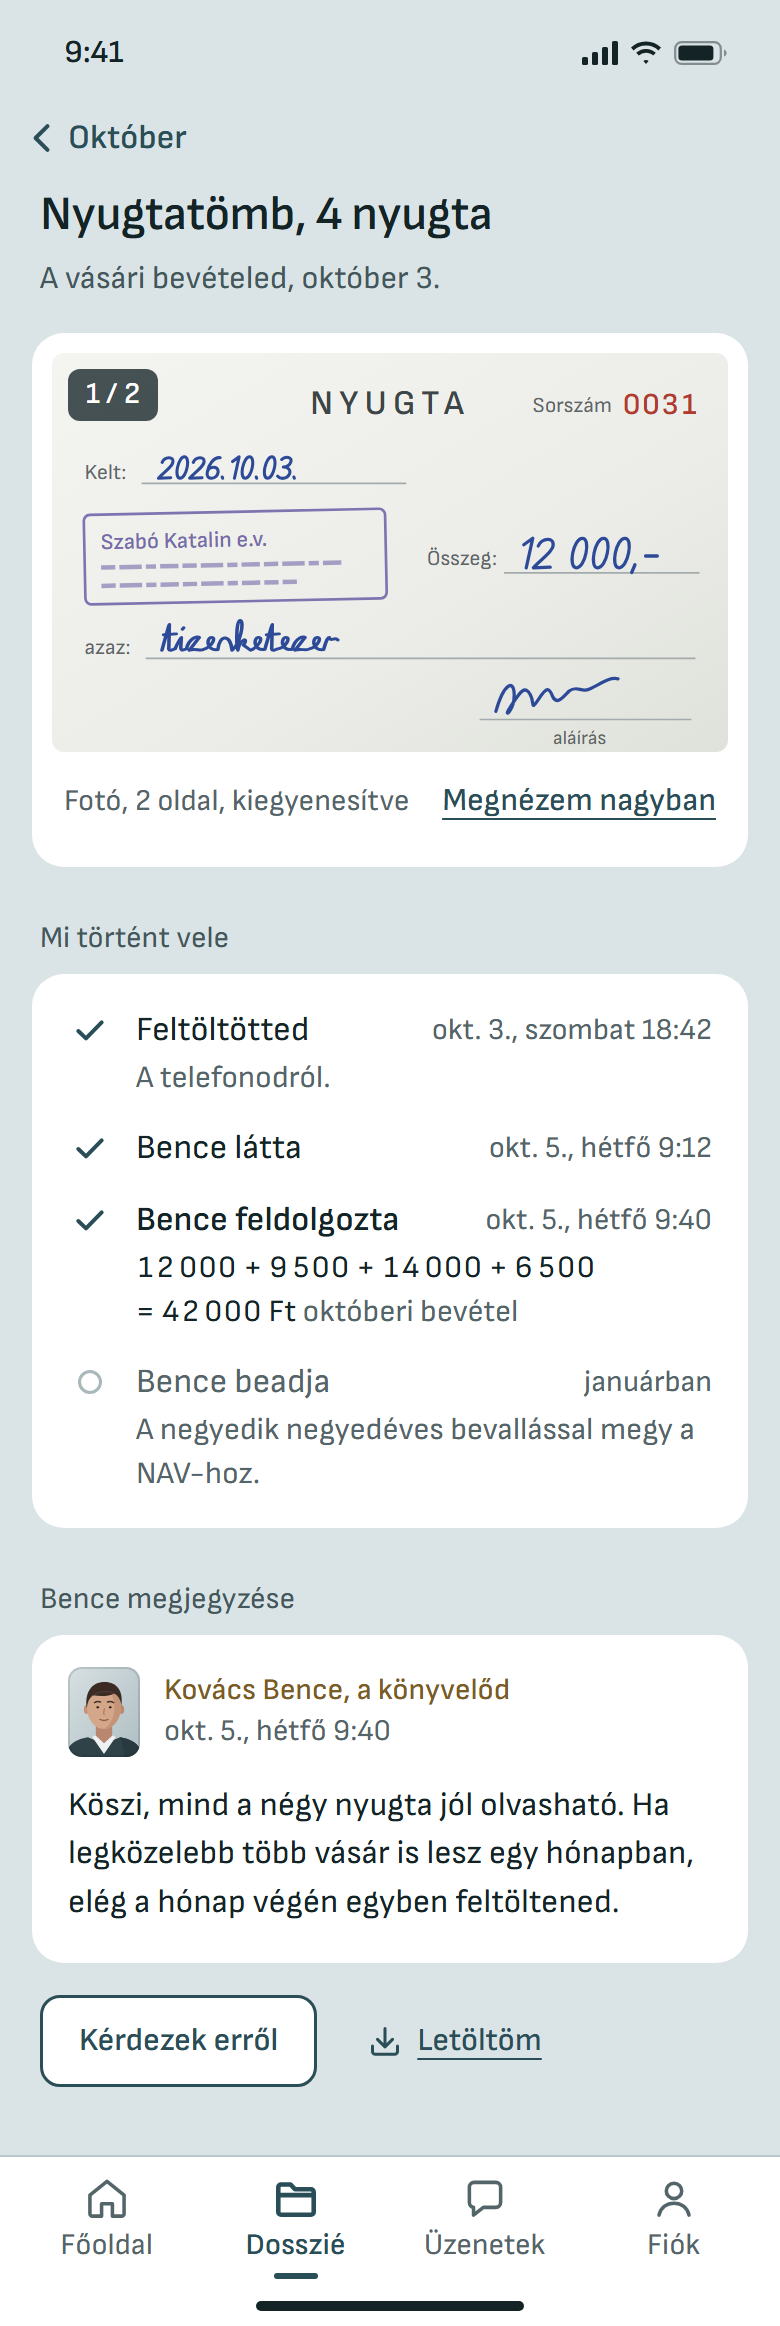 9:41
Október
Nyugtatömb, 4 nyugta
A vásári bevételed, október 3.
1 / 2
NYUGTA
Sorszám 0031
Kelt: 2026.10.03.
Szabó Katalin e.v.
Összeg: 12 000,-
azaz: tizenkétezer
aláírás
Fotó, 2 oldal, kiegyenesítve
Megnézem nagyban
Mi történt vele
Feltöltötted okt. 3., szombat 18:42
A telefonodról.
Bence látta okt. 5., hétfő 9:12
Bence feldolgozta okt. 5., hétfő 9:40
12 000 + 9 500 + 14 000 + 6 500
= 42 000 Ft októberi bevétel
Bence beadja januárban
A negyedik negyedéves bevallással megy a
NAV-hoz.
Bence megjegyzése
Kovács Bence, a könyvelőd
okt. 5., hétfő 9:40
Köszi, mind a négy nyugta jól olvasható. Ha
legközelebb több vásár is lesz egy hónapban,
elég a hónap végén egyben feltöltened.
Kérdezek erről
Letöltöm
Főoldal
Dosszié
Üzenetek
Fiók